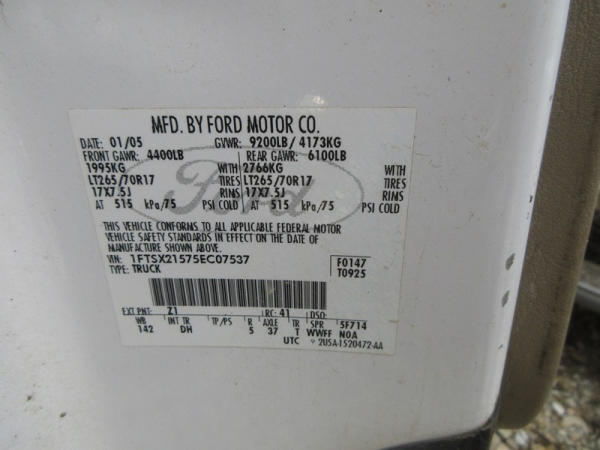 MFD. BY FORD MOTOR CO.
DATE: 01/05 GVWR: 9200LB/ 4173KG
FRONT GAWR: 4400LB REAR GAWR: 6100LB
1995KG WITH 2766KG WITH
LT265/70R17 TIRES LT265/70R17 TIRES
17X7.5J RIMS 17X7.5J RIMS
AT 515 kPa/75 PSI COLD AT 515 kPa/75 PSI COLD
Ford
THIS VEHICLE CONFORMS TO ALL APPLICABLE FEDERAL MOTOR
VEHICLE SAFETY STANDARDS IN EFFECT ON THE DATE OF
MANUFACTURE SHOWN ABOVE.
VIN: 1FTSX21575EC07537 F0147
TYPE: TRUCK T0925
EXT PNT: Z1 RC: 41 DSO:
WB INT TR TP/PS R AXLE TR SPR 5F714
142 DH 5 37 T WWFF N0A
UTC 2U5A-1520472-AA